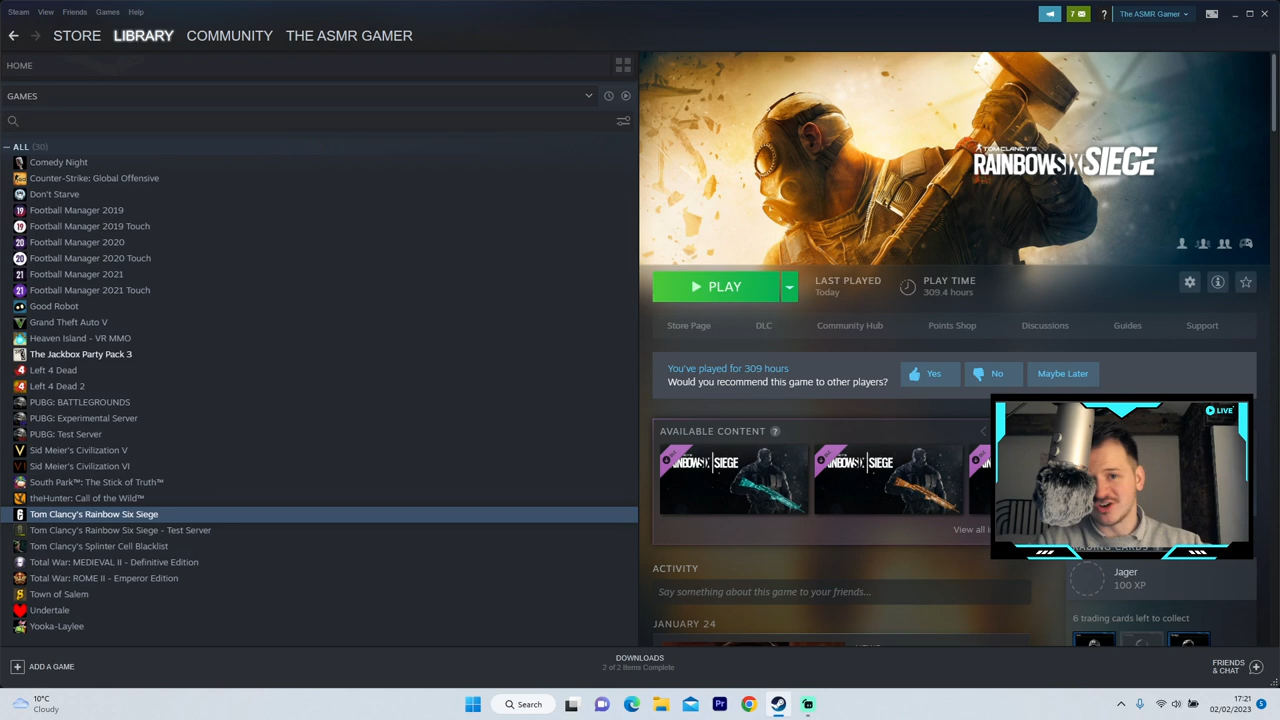 Steam View Friends Games Help
7 ? The ASMR Gamer
STORE LIBRARY COMMUNITY THE ASMR GAMER
HOME
GAMES
ALL (30)
Comedy Night
Counter-Strike: Global Offensive
Don't Starve
Football Manager 2019
Football Manager 2019 Touch
Football Manager 2020
Football Manager 2020 Touch
Football Manager 2021
Football Manager 2021 Touch
Good Robot
Grand Theft Auto V
Heaven Island - VR MMO
The Jackbox Party Pack 3
Left 4 Dead
Left 4 Dead 2
PUBG: BATTLEGROUNDS
PUBG: Experimental Server
PUBG: Test Server
Sid Meier's Civilization V
Sid Meier's Civilization VI
South Park™: The Stick of Truth™
theHunter: Call of the Wild™
Tom Clancy's Rainbow Six Siege
Tom Clancy's Rainbow Six Siege - Test Server
Tom Clancy's Splinter Cell Blacklist
Total War: MEDIEVAL II - Definitive Edition
Total War: ROME II - Emperor Edition
Town of Salem
Undertale
Yooka-Laylee
ADD A GAME
TOM CLANCY'S
RAINBOWSIX SIEGE
PLAY
LAST PLAYED
Today
PLAY TIME
309.4 hours
Store Page DLC Community Hub Points Shop Discussions Guides Support
You've played for 309 hours
Would you recommend this game to other players?
Yes No Maybe Later
AVAILABLE CONTENT ?
View all
LIVE
TRADING CARDS
Jager
100 XP
6 trading cards left to collect
ACTIVITY
Say something about this game to your friends...
JANUARY 24
DOWNLOADS
2 of 2 Items Complete
FRIENDS
& CHAT
10°C
Cloudy
Search
Pr
17:21
02/02/2023